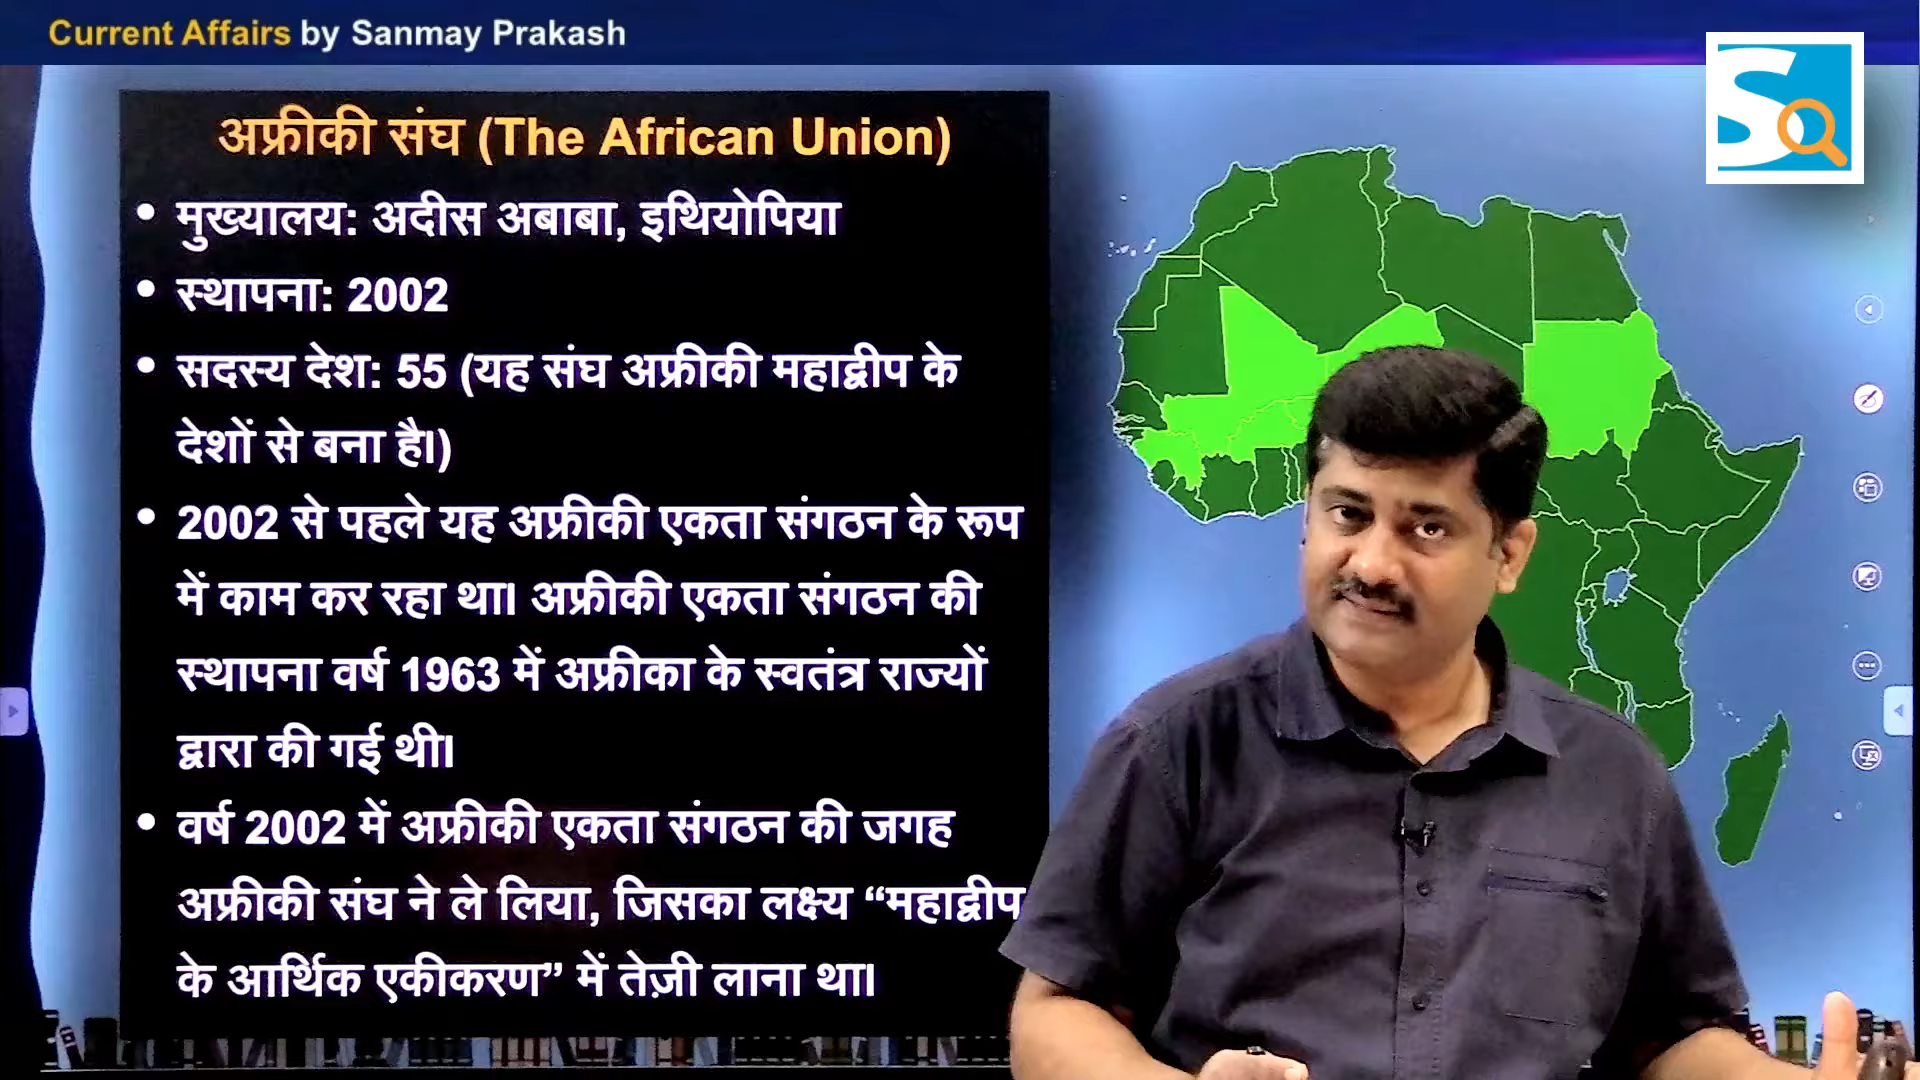 Current Affairs by Sanmay Prakash
अफ्रीकी संघ (The African Union)
• मुख्यालय: अदीस अबाबा, इथियोपिया
• स्थापना: 2002
• सदस्य देश: 55 (यह संघ अफ्रीकी महाद्वीप के
देशों से बना है।)
• 2002 से पहले यह अफ्रीकी एकता संगठन के रूप
में काम कर रहा था। अफ्रीकी एकता संगठन की
स्थापना वर्ष 1963 में अफ्रीका के स्वतंत्र राज्यों
द्वारा की गई थी।
• वर्ष 2002 में अफ्रीकी एकता संगठन की जगह
अफ्रीकी संघ ने ले लिया, जिसका लक्ष्य “महाद्वीप
के आर्थिक एकीकरण” में तेज़ी लाना था।